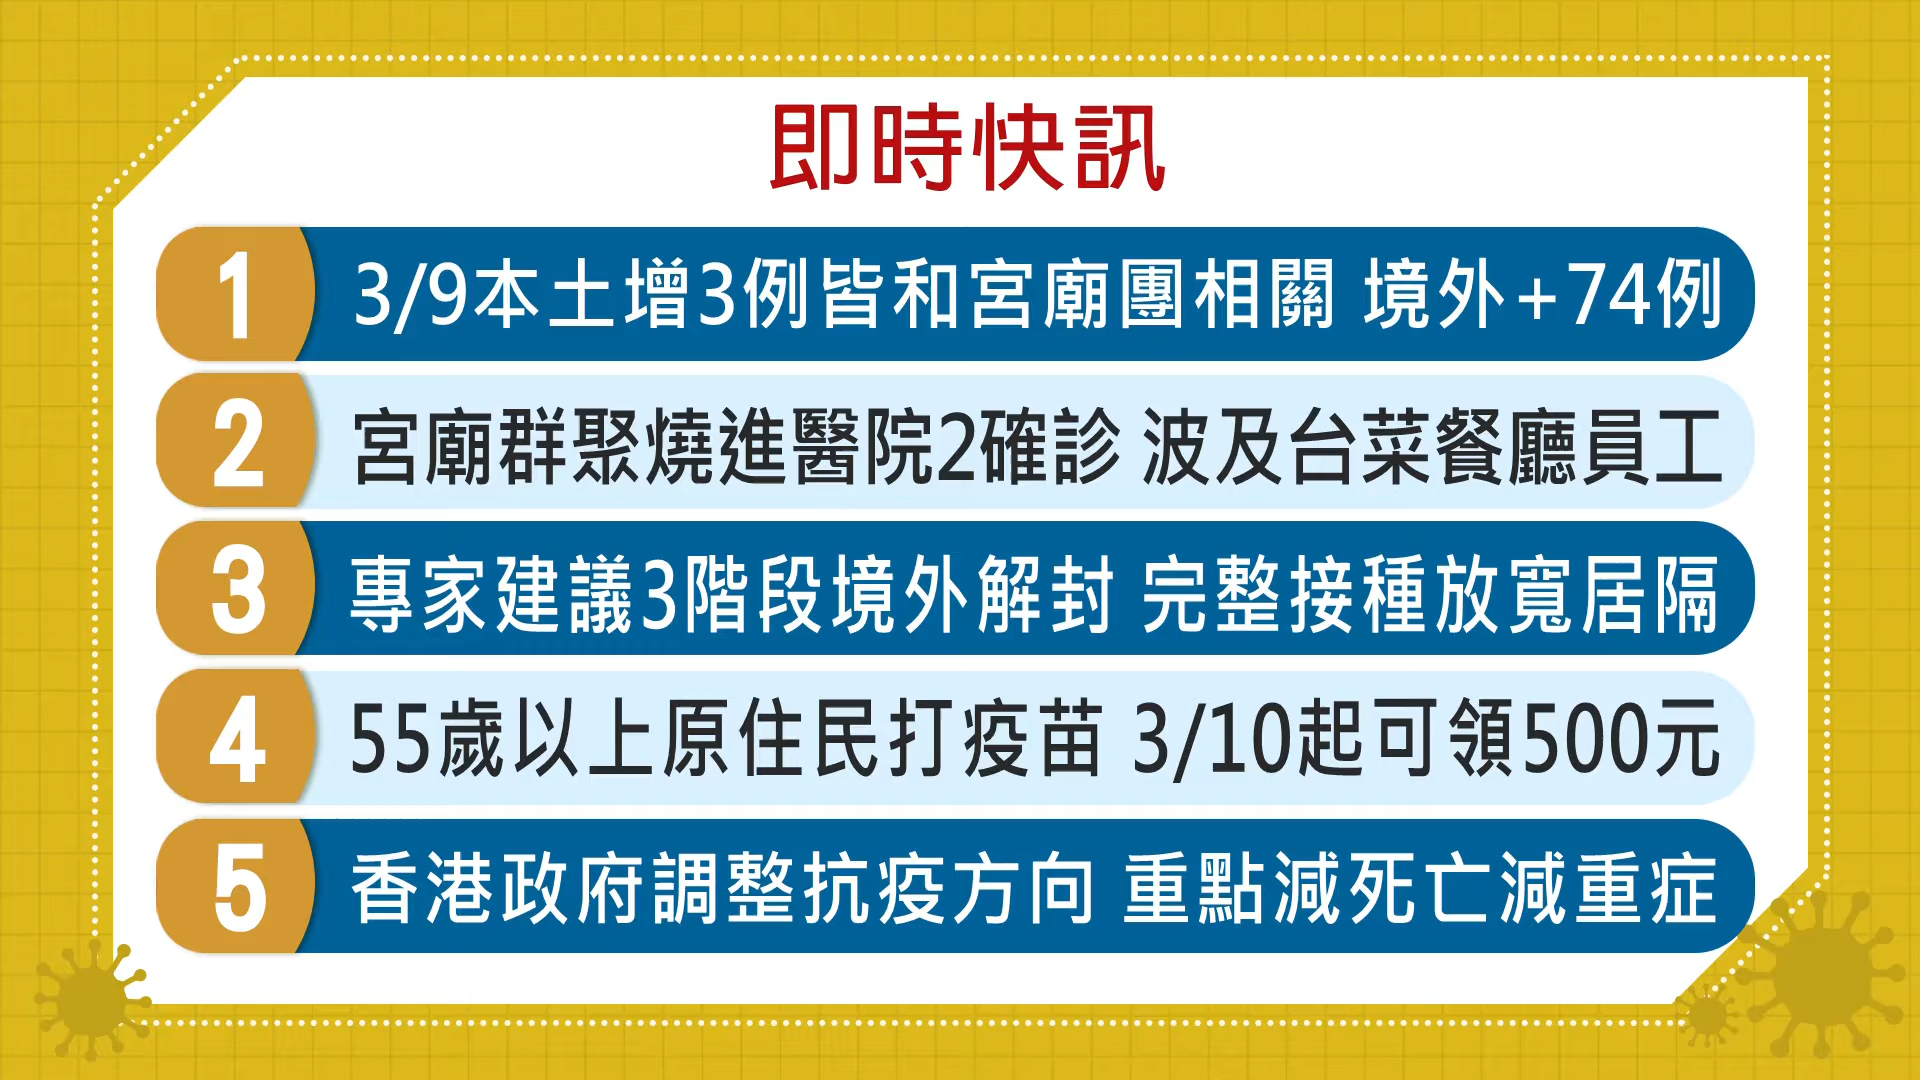 即時快訊
1 3/9本土增3例皆和宮廟團相關 境外+74例
2 宮廟群聚燒進醫院2確診 波及台菜餐廳員工
3 專家建議3階段境外解封 完整接種放寬居隔
4 55歲以上原住民打疫苗 3/10起可領500元
5 香港政府調整抗疫方向 重點減死亡減重症